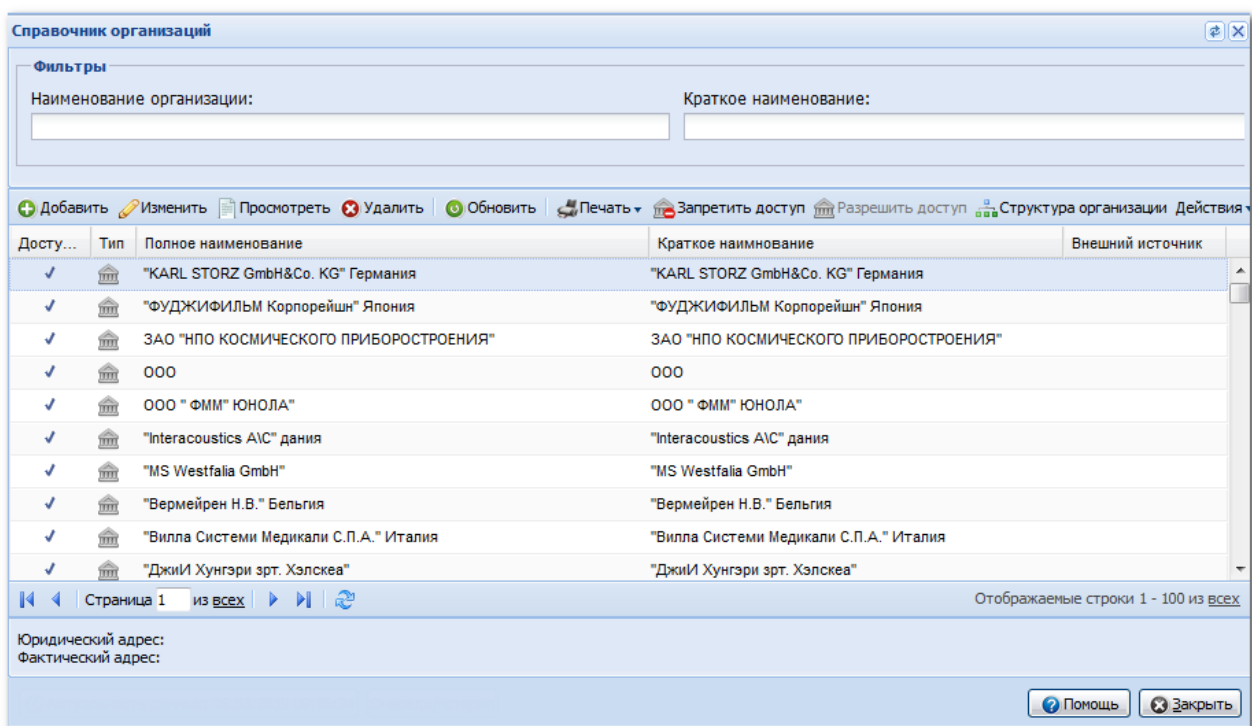 Справочник организаций
Фильтры
Наименование организации: Краткое наименование:
Добавить Изменить Просмотреть Удалить Обновить Печать Запретить доступ Разрешить доступ Структура организации Действия
Досту... Тип Полное наименование Краткое наимнование Внешний источник
"KARL STORZ GmbH&Co. KG" Германия "KARL STORZ GmbH&Co. KG" Германия
"ФУДЖИФИЛЬМ Корпорейшн" Япония "ФУДЖИФИЛЬМ Корпорейшн" Япония
ЗАО "НПО КОСМИЧЕСКОГО ПРИБОРОСТРОЕНИЯ" ЗАО "НПО КОСМИЧЕСКОГО ПРИБОРОСТРОЕНИЯ"
ООО ООО
ООО " ФММ" ЮНОЛА" ООО " ФММ" ЮНОЛА"
"Interacoustics A\C" дания "Interacoustics A\C" дания
"MS Westfalia GmbH" "MS Westfalia GmbH"
"Вермейрен Н.В." Бельгия "Вермейрен Н.В." Бельгия
"Вилла Системи Медикали С.П.А." Италия "Вилла Системи Медикали С.П.А." Италия
"ДжиИ Хунгэри зрт. Хэлскеа" "ДжиИ Хунгэри зрт. Хэлскеа"
Страница 1 из всех Отображаемые строки 1 - 100 из всех
Юридический адрес:
Фактический адрес:
Помощь Закрыть